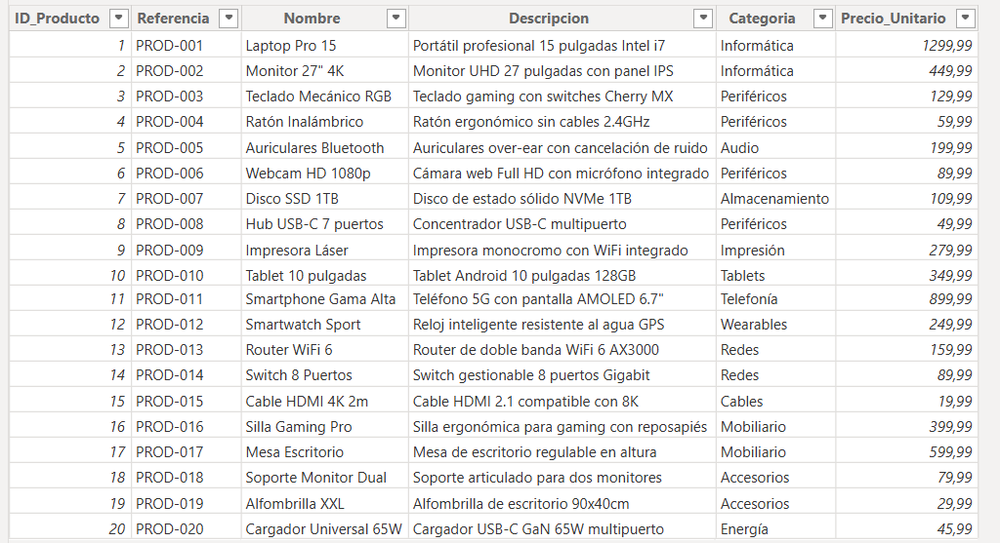 ID_Producto Referencia Nombre Descripcion Categoria Precio_Unitario
1 PROD-001 Laptop Pro 15 Portátil profesional 15 pulgadas Intel i7 Informática 1299,99
2 PROD-002 Monitor 27" 4K Monitor UHD 27 pulgadas con panel IPS Informática 449,99
3 PROD-003 Teclado Mecánico RGB Teclado gaming con switches Cherry MX Periféricos 129,99
4 PROD-004 Ratón Inalámbrico Ratón ergonómico sin cables 2.4GHz Periféricos 59,99
5 PROD-005 Auriculares Bluetooth Auriculares over-ear con cancelación de ruido Audio 199,99
6 PROD-006 Webcam HD 1080p Cámara web Full HD con micrófono integrado Periféricos 89,99
7 PROD-007 Disco SSD 1TB Disco de estado sólido NVMe 1TB Almacenamiento 109,99
8 PROD-008 Hub USB-C 7 puertos Concentrador USB-C multipuerto Periféricos 49,99
9 PROD-009 Impresora Láser Impresora monocromo con WiFi integrado Impresión 279,99
10 PROD-010 Tablet 10 pulgadas Tablet Android 10 pulgadas 128GB Tablets 349,99
11 PROD-011 Smartphone Gama Alta Teléfono 5G con pantalla AMOLED 6.7" Telefonía 899,99
12 PROD-012 Smartwatch Sport Reloj inteligente resistente al agua GPS Wearables 249,99
13 PROD-013 Router WiFi 6 Router de doble banda WiFi 6 AX3000 Redes 159,99
14 PROD-014 Switch 8 Puertos Switch gestionable 8 puertos Gigabit Redes 89,99
15 PROD-015 Cable HDMI 4K 2m Cable HDMI 2.1 compatible con 8K Cables 19,99
16 PROD-016 Silla Gaming Pro Silla ergonómica para gaming con reposapiés Mobiliario 399,99
17 PROD-017 Mesa Escritorio Mesa de escritorio regulable en altura Mobiliario 599,99
18 PROD-018 Soporte Monitor Dual Soporte articulado para dos monitores Accesorios 79,99
19 PROD-019 Alfombrilla XXL Alfombrilla de escritorio 90x40cm Accesorios 29,99
20 PROD-020 Cargador Universal 65W Cargador USB-C GaN 65W multipuerto Energía 45,99